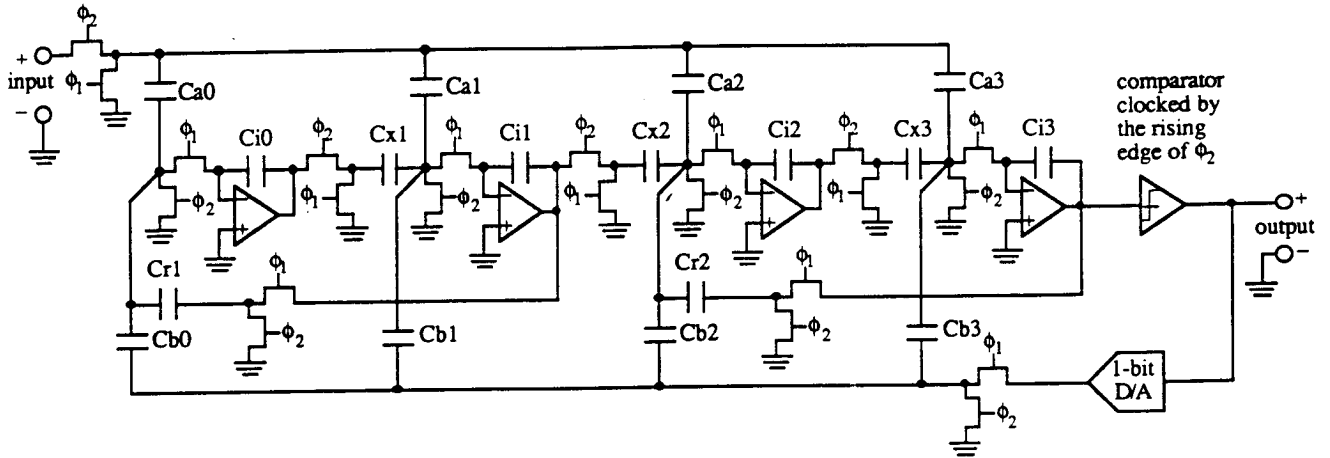 ϕ2
+
input
ϕ1
−
Ca0
Ca1
Ca2
Ca3
comparator
clocked by
the rising
edge of ϕ2
ϕ1
Ci0
ϕ2
Cx1
ϕ1
Ci1
ϕ2
Cx2
ϕ1
Ci2
ϕ2
Cx3
ϕ1
Ci3
ϕ2
−
+
ϕ1
ϕ2
−
+
ϕ1
ϕ2
−
+
ϕ1
ϕ2
−
+
+
output
−
Cr1
ϕ1
ϕ2
Cr2
ϕ1
ϕ2
Cb0
Cb1
Cb2
Cb3
ϕ1
ϕ2
1-bit
D/A